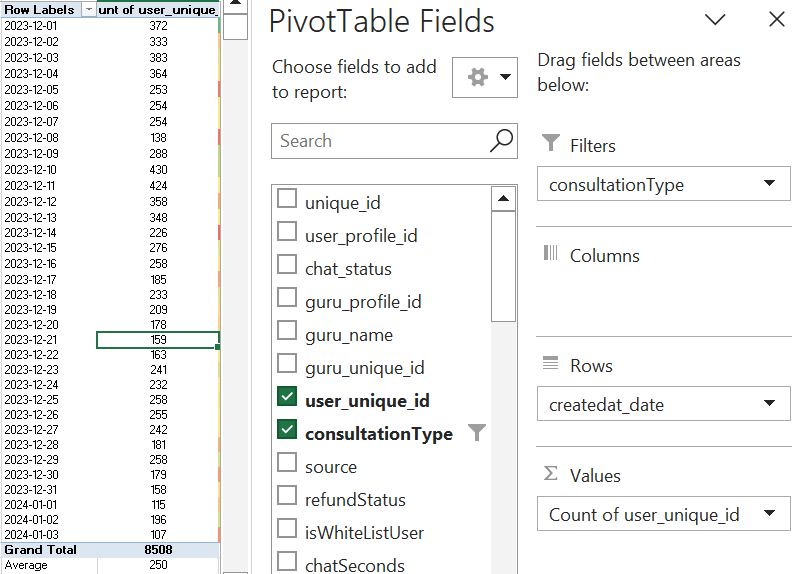 Row Labels unt of user_unique_
2023-12-01 372
2023-12-02 333
2023-12-03 383
2023-12-04 364
2023-12-05 253
2023-12-06 254
2023-12-07 254
2023-12-08 138
2023-12-09 288
2023-12-10 430
2023-12-11 424
2023-12-12 358
2023-12-13 348
2023-12-14 226
2023-12-15 276
2023-12-16 258
2023-12-17 185
2023-12-18 233
2023-12-19 209
2023-12-20 178
2023-12-21 159
2023-12-22 163
2023-12-23 241
2023-12-24 232
2023-12-25 258
2023-12-26 255
2023-12-27 242
2023-12-28 181
2023-12-29 258
2023-12-30 179
2023-12-31 158
2024-01-01 115
2024-01-02 196
2024-01-03 107
Grand Total 8508
Average 250
PivotTable Fields
Choose fields to add
to report:
Search
unique_id
user_profile_id
chat_status
guru_profile_id
guru_name
guru_unique_id
user_unique_id
consultationType
source
refundStatus
isWhiteListUser
chatSeconds
Drag fields between areas
below:
Filters
consultationType
Columns
Rows
createdat_date
Σ Values
Count of user_unique_id